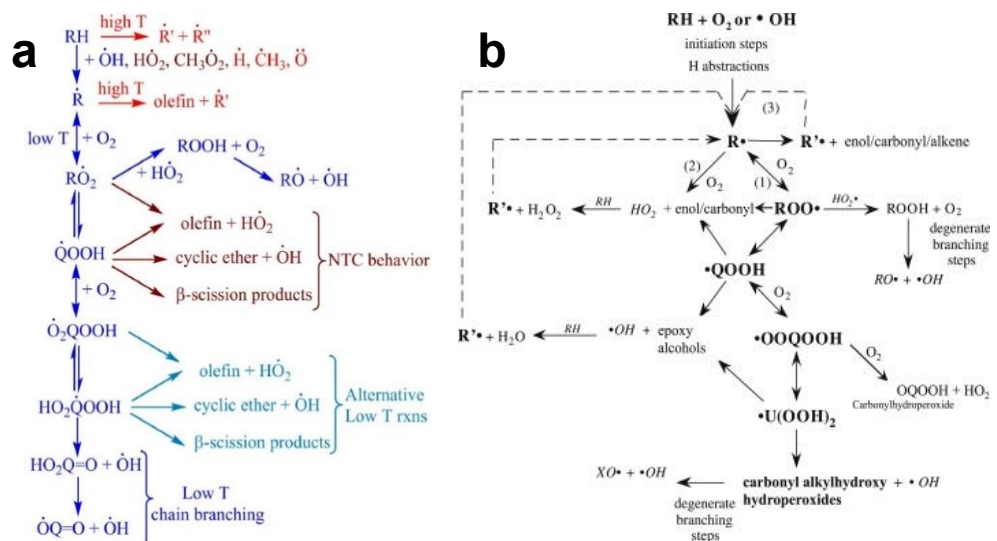 a
RH
high T
Ṙ' + Ṙ"
+ ȮH, HȮ₂, CH₃Ȯ₂, Ḣ, ĊH₃, Ö
Ṙ
high T
olefin + Ṙ'
low T
+ O₂
ROOH + O₂
+ HȮ₂
RȮ + ȮH
RȮ₂
olefin + HȮ₂
Q̇OOH
cyclic ether + ȮH
NTC behavior
+ O₂
β-scission products
Ȯ₂QOOH
olefin + HȮ₂
HO₂Q̇OOH
cyclic ether + ȮH
Alternative
Low T rxns
β-scission products
HO₂Q=O + ȮH
Low T
chain branching
ȮQ=O + ȮH
b
RH + O₂ or • OH
initiation steps
H abstractions
(3)
R•
R'• + enol/carbonyl/alkene
(2)
O₂
O₂
(1)
R'• + H₂O₂
RH
HO₂ + enol/carbonyl
ROO•
HO₂•
ROOH + O₂
degenerate
branching
steps
RO• + •OH
•QOOH
O₂
R'• + H₂O
RH
•OH + epoxy
alcohols
•OOQOOH
O₂
OQOOH + HO₂
Carbonylhydroperoxide
•U(OOH)₂
XO• + •OH
carbonyl alkylhydroxy + • OH
hydroperoxides
degenerate
branching
steps